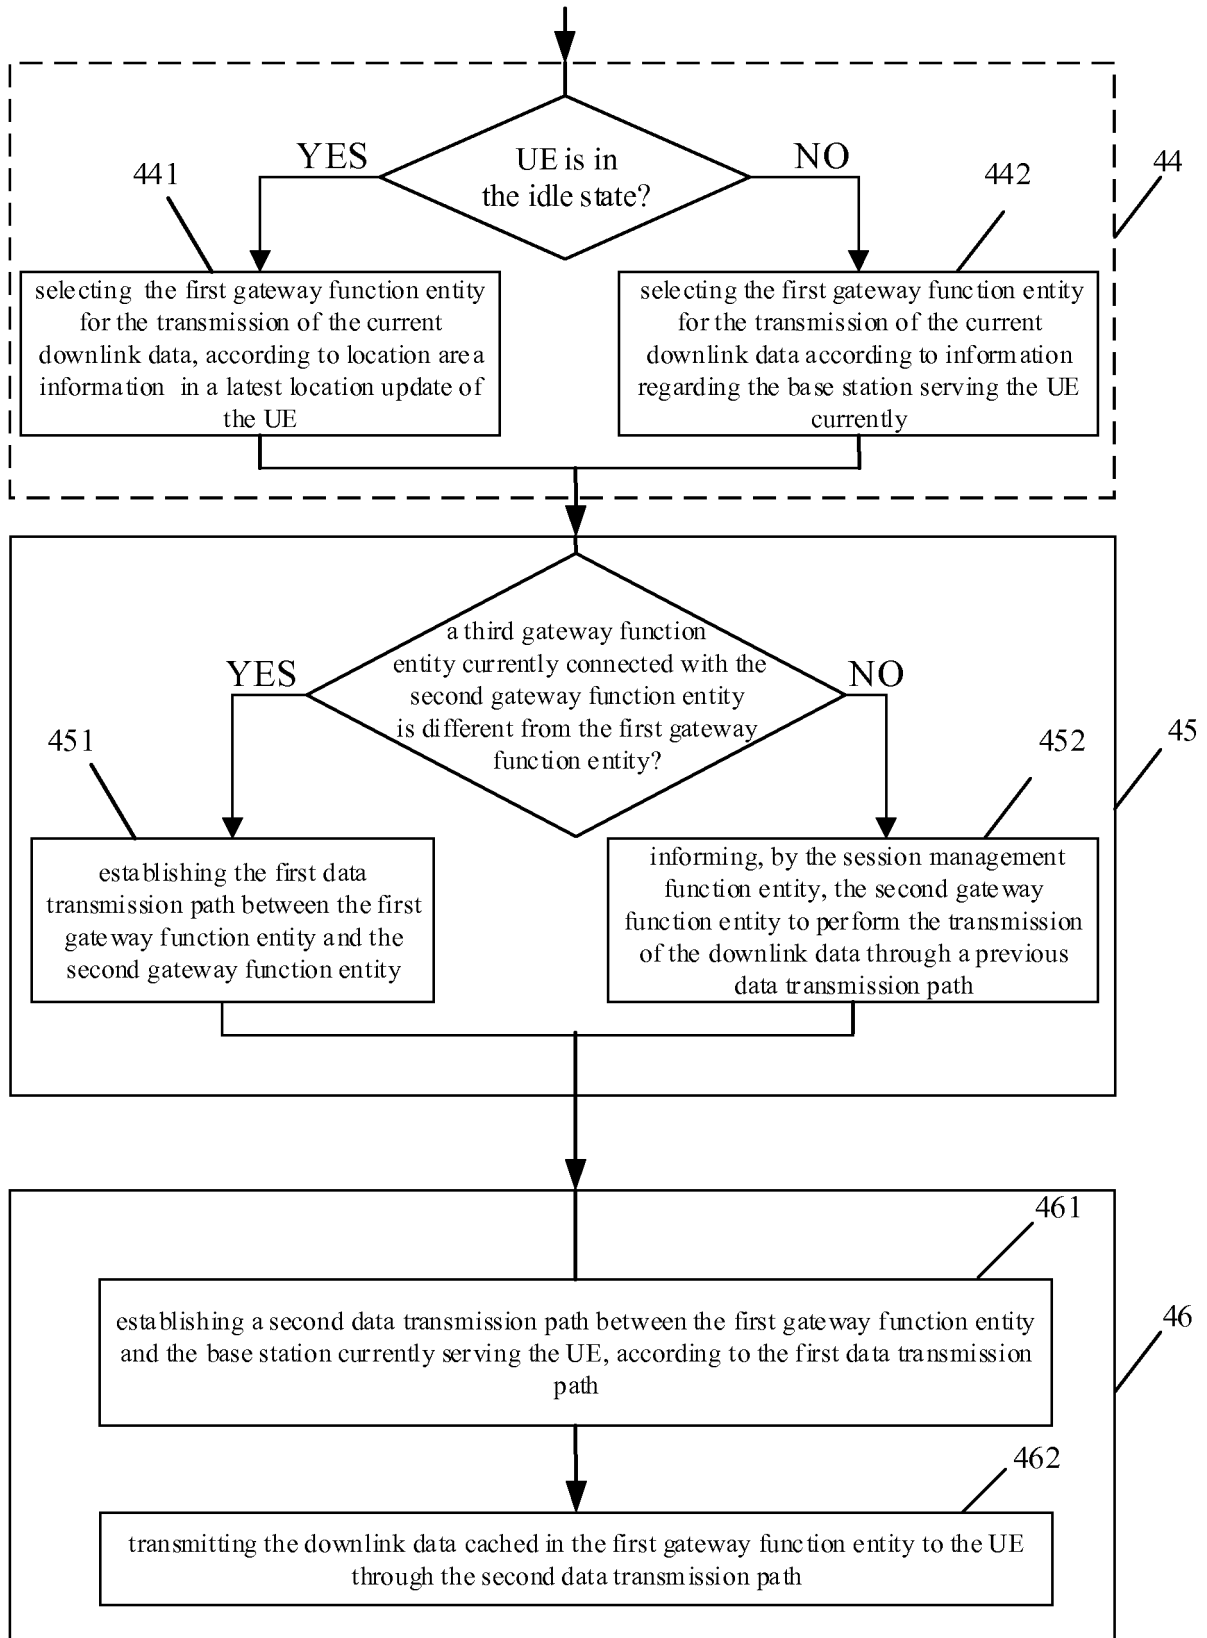 YES
UE is in
the idle state?
NO
441
442
44
selecting the first gateway function entity
for the transmission of the current
downlink data, according to location area
information in a latest location update of
the UE
selecting the first gateway function entity
for the transmission of the current
downlink data according to information
regarding the base station serving the UE
currently
a third gateway function
entity currently connected with the
second gateway function entity
is different from the first gateway
function entity?
YES
NO
451
452
45
establishing the first data
transmission path between the first
gateway function entity and the
second gateway function entity
informing, by the session management
function entity, the second gateway
function entity to perform the transmission
of the downlink data through a previous
data transmission path
461
46
establishing a second data transmission path between the first gateway function entity
and the base station currently serving the UE, according to the first data transmission
path
462
transmitting the downlink data cached in the first gateway function entity to the UE
through the second data transmission path